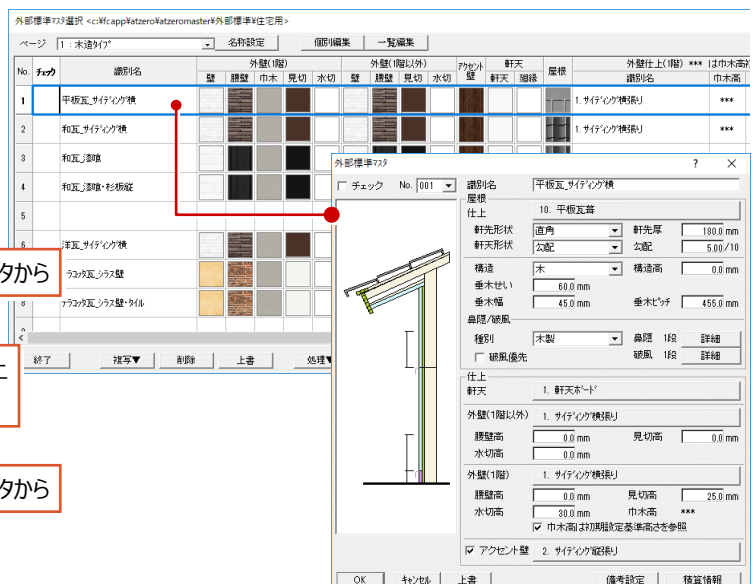 外部標準ﾏｽﾀ選択 <c:¥fcapp¥atzero¥atzeromaster¥外部標準¥住宅用>
ページ 1 : 木造ﾀｲﾌﾟ 名称設定 個別編集 一覧編集
No. ﾁｪｯｸ 識別名 外壁(1階) 外壁(1階以外) ｱｸｾﾝﾄ壁 軒天 屋根 外壁仕上(1階) *** は巾木高初
壁 腰壁 巾木 見切 水切 壁 腰壁 見切 水切 軒天 廻縁 識別名 巾木高
1 平板瓦_ｻｲﾃﾞｨﾝｸﾞ横 1. ｻｲﾃﾞｨﾝｸﾞ横張り ***
2 和瓦_ｻｲﾃﾞｨﾝｸﾞ横 1. ｻｲﾃﾞｨﾝｸﾞ横張り ***
3 和瓦_漆喰
4 和瓦_漆喰・杉板縦
5
6 洋瓦_ｻｲﾃﾞｨﾝｸﾞ横
ﾗｺｯﾀ瓦_ｼﾗｽ壁
8 ﾃﾗｺｯﾀ瓦_ｼﾗｽ壁・ﾀｲﾙ
タから
タから
終了 複写▼ 削除 上書 処理▼
外部標準ﾏｽﾀ ? ×
チェック No. 001 識別名 平板瓦_ｻｲﾃﾞｨﾝｸﾞ横
屋根
仕上 10. 平板瓦葺
軒先形状 直角 軒先厚 180.0 mm
軒天形状 勾配 勾配 5.00 /10
構造 木 構造高 0.0 mm
垂木せい 60.0 mm
垂木幅 45.0 mm 垂木ﾋﾟｯﾁ 455.0 mm
鼻隠/破風
種別 木製 鼻隠 1段 詳細
破風優先 破風 1段 詳細
仕上
軒天 1. 軒天ﾎﾞｰﾄﾞ
外壁(1階以外) 1. ｻｲﾃﾞｨﾝｸﾞ横張り
腰壁高 0.0 mm 見切高 0.0 mm
水切高 0.0 mm
外壁(1階) 1. ｻｲﾃﾞｨﾝｸﾞ横張り
腰壁高 0.0 mm 見切高 25.0 mm
水切高 30.0 mm 巾木高 ***
巾木高は初期設定基準高さを参照
アクセント壁 2. ｻｲﾃﾞｨﾝｸﾞ縦張り
OK ｷｬﾝｾﾙ 上書 備考設定 積算情報